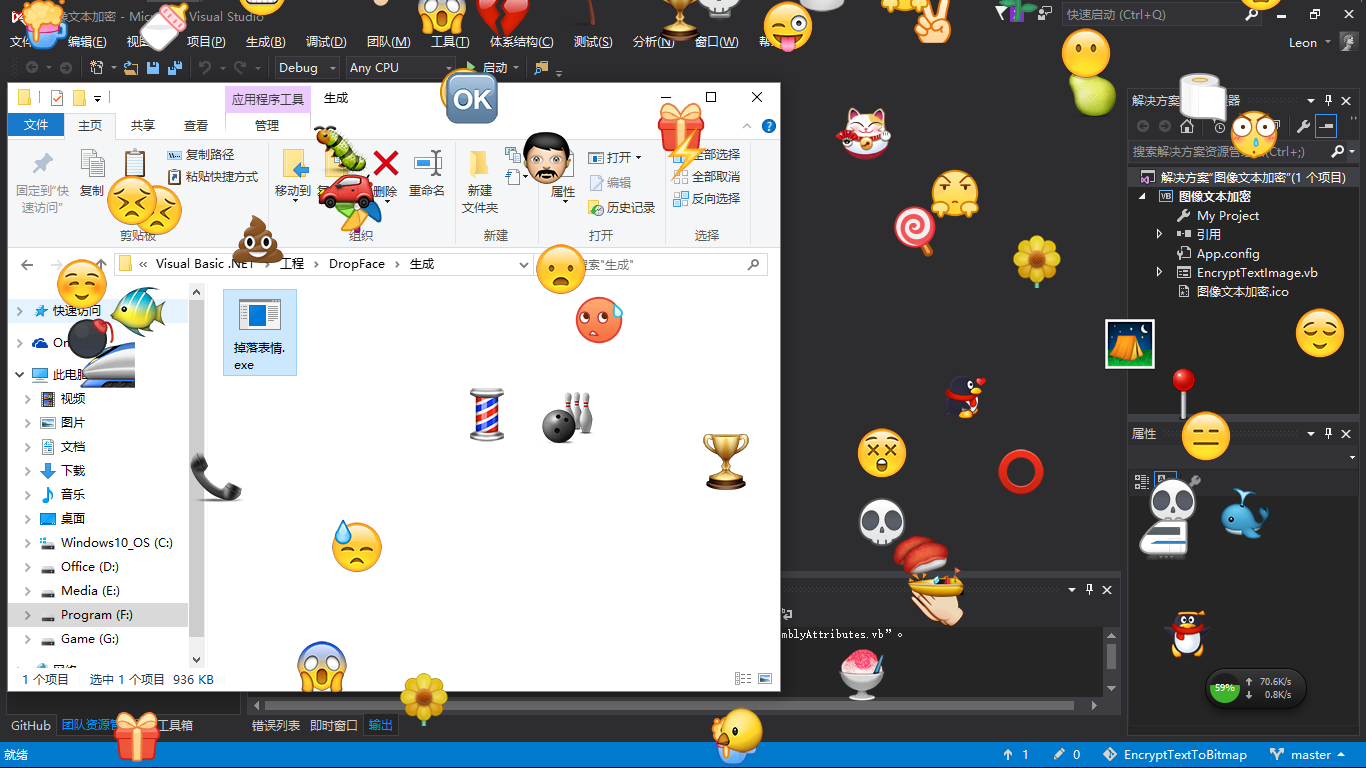 图像文本加密 - Mic
Visual Studio
快速启动 (Ctrl+Q)
编辑(E)
项目(P)
生成(B)
调试(D)
团队(M)
工具(T)
体系结构(C)
测试(S)
窗口(W)
Leon
Debug
Any CPU
启动
OK
应用程序工具
生成
文件
主页
共享
查看
管理
固定到"快
速访问"
复制
复制路径
粘贴快捷方式
剪贴板
移动到
删除
重命名
组织
新建
文件夹
新建
属性
打开
编辑
历史记录
打开
全部选择
全部取消
反向选择
选择
Visual Basic .NET
工程
DropFace
生成
搜索"生成"
快速访问
此电脑
视频
图片
文档
下载
音乐
桌面
Windows10_OS (C:)
Office (D:)
Media (E:)
Program (F:)
Game (G:)
掉落表情.
exe
1 个项目
选中 1 个项目 936 KB
解决方案
搜索解决方案资源管
(Ctrl+;)
解决方案"图像文本加密"(1 个项目)
VB 图像文本加密
My Project
引用
App.config
EncryptTextImage.vb
图像文本加密.ico
属性
mblyAttributes.vb"。
59%
70.6K/s
0.8K/s
GitHub
团队资源管
工具箱
错误列表
即时窗口
输出
就绪
1
0
EncryptTextToBitmap
master